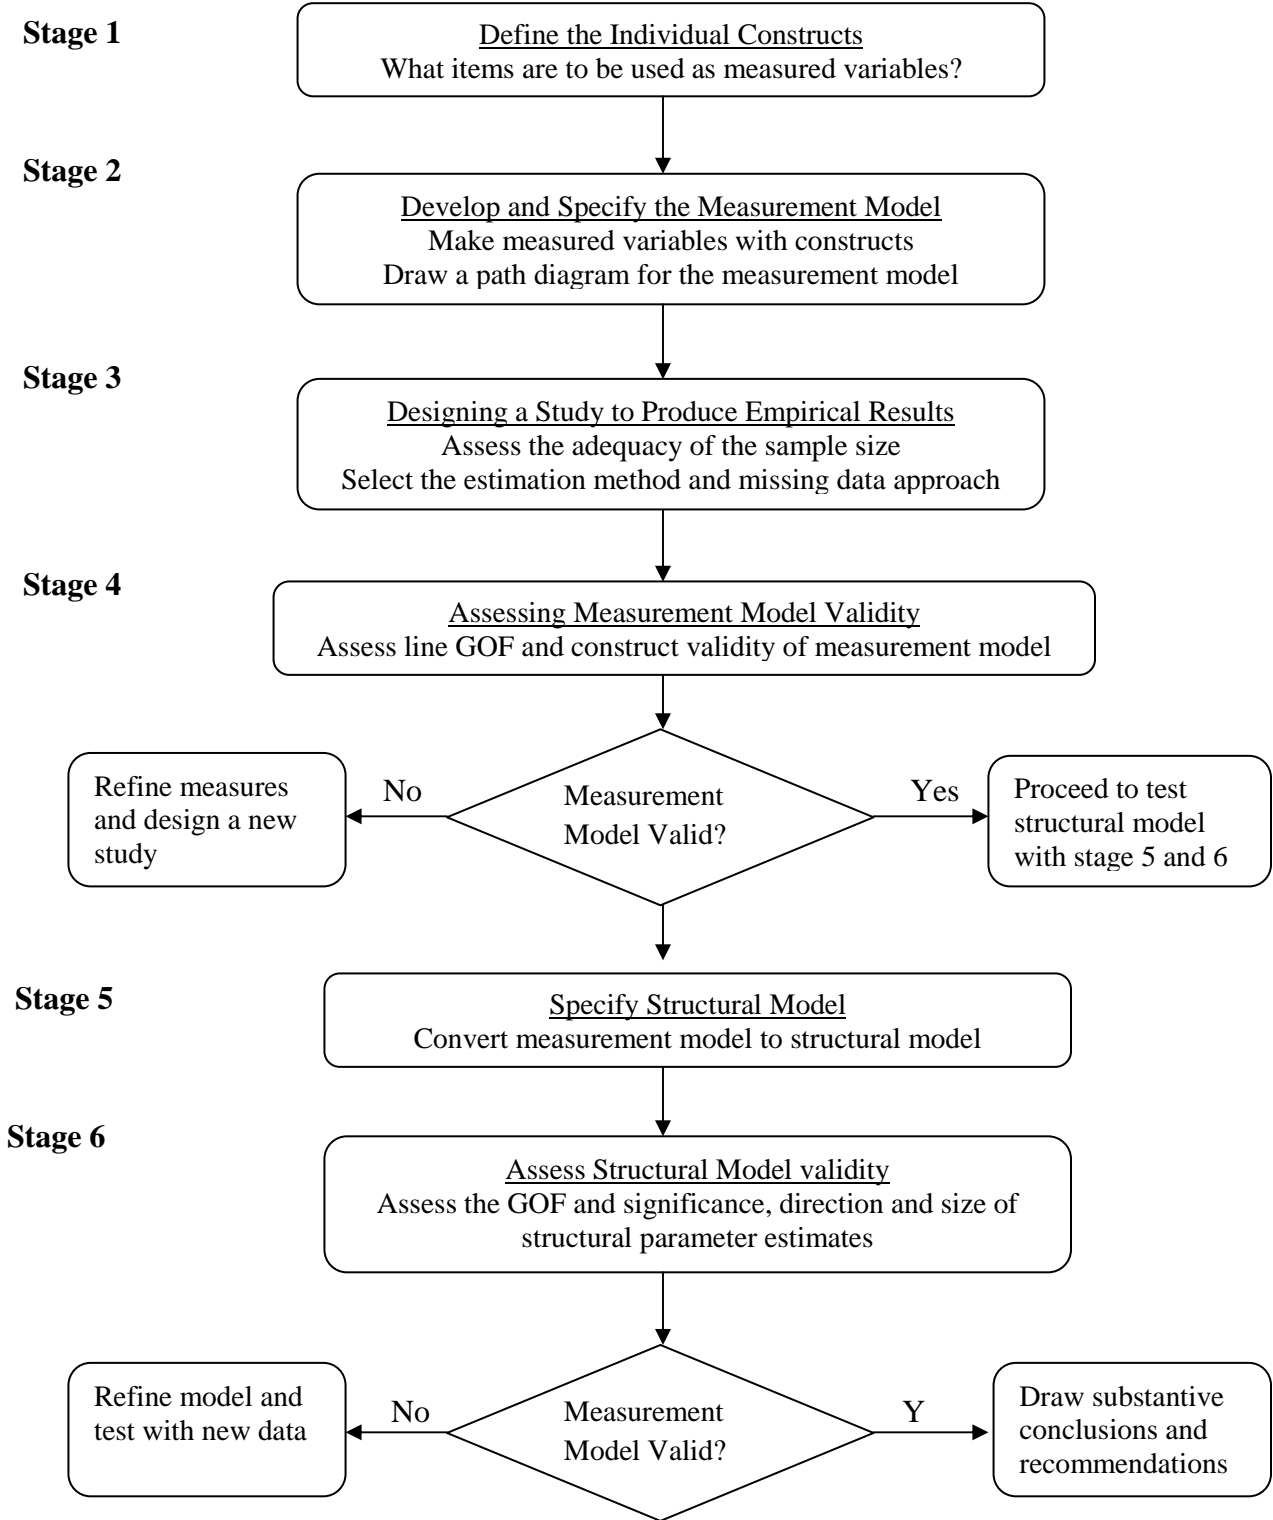 Stage 1
Define the Individual Constructs
What items are to be used as measured variables?
Stage 2
Develop and Specify the Measurement Model
Make measured variables with constructs
Draw a path diagram for the measurement model
Stage 3
Designing a Study to Produce Empirical Results
Assess the adequacy of the sample size
Select the estimation method and missing data approach
Stage 4
Assessing Measurement Model Validity
Assess line GOF and construct validity of measurement model
Refine measures
and design a new
study
No
Measurement
Model Valid?
Yes
Proceed to test
structural model
with stage 5 and 6
Stage 5
Specify Structural Model
Convert measurement model to structural model
Stage 6
Assess Structural Model validity
Assess the GOF and significance, direction and size of
structural parameter estimates
Refine model and
test with new data
No
Measurement
Model Valid?
Y
Draw substantive
conclusions and
recommendations